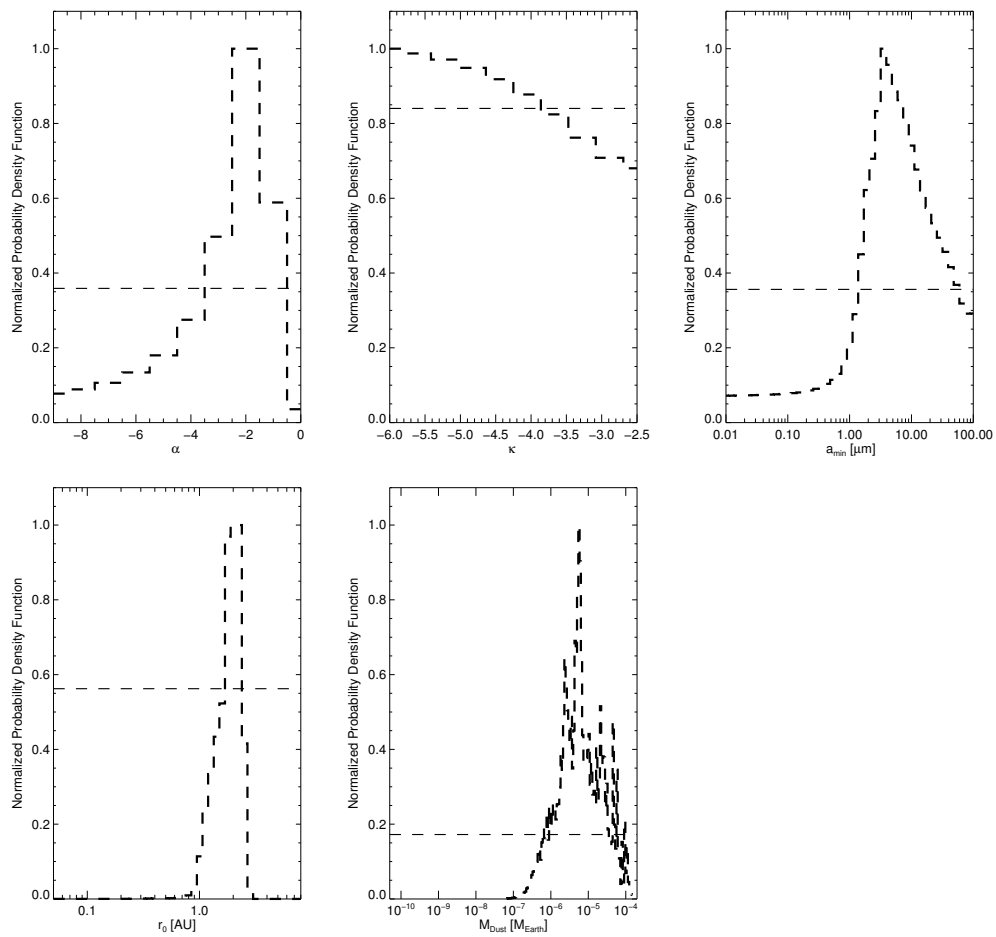 Normalized Probability Density Function
1.0
0.8
0.6
0.4
0.2
0.0
−8 −6 −4 −2 0
α
Normalized Probability Density Function
1.0
0.8
0.6
0.4
0.2
0.0
−6.0 −5.5 −5.0 −4.5 −4.0 −3.5 −3.0 −2.5
κ
Normalized Probability Density Function
1.0
0.8
0.6
0.4
0.2
0.0
0.01 0.10 1.00 10.00 100.00
a_min [μm]
Normalized Probability Density Function
1.0
0.8
0.6
0.4
0.2
0.0
0.1 1.0
r_0 [AU]
Normalized Probability Density Function
1.0
0.8
0.6
0.4
0.2
0.0
10^−10 10^−9 10^−8 10^−7 10^−6 10^−5 10^−4
M_Dust [M_Earth]